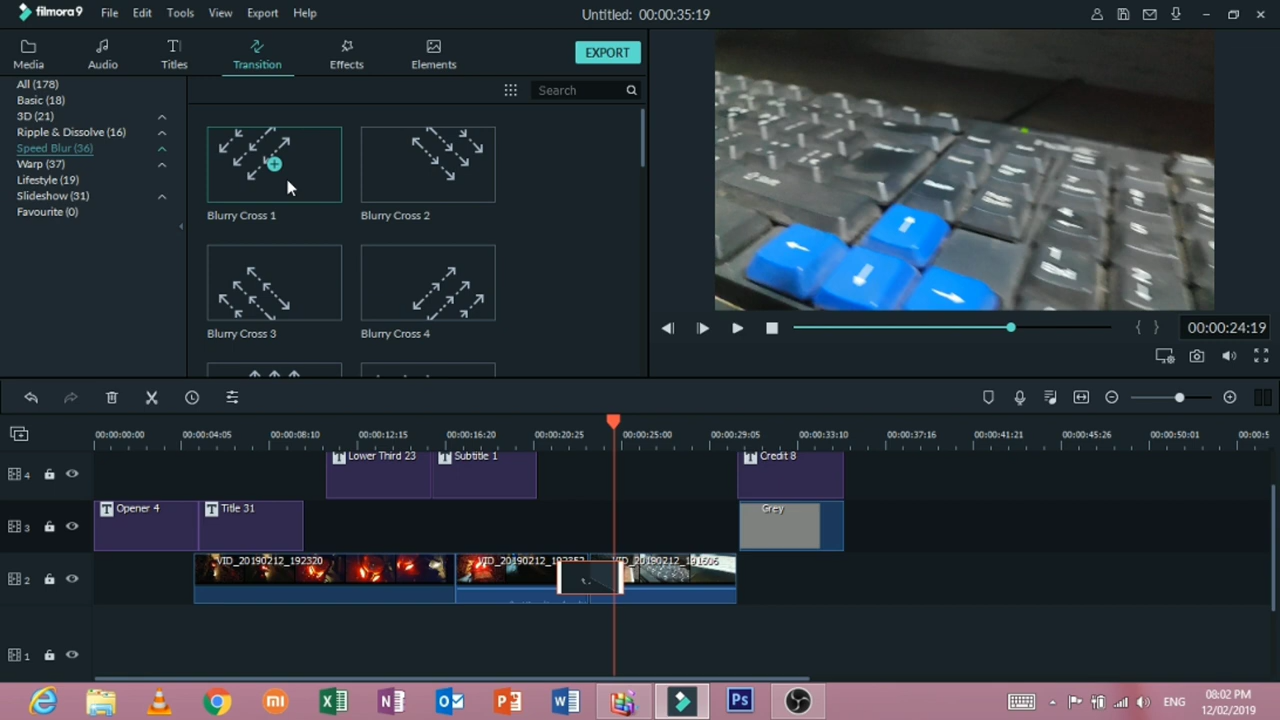 filmora9 File Edit Tools View Export Help Untitled: 00:00:35:19
Media Audio Titles Transition Effects Elements EXPORT
Search
All (178)
Basic (18)
3D (21)
Ripple & Dissolve (16)
Speed Blur (36)
Warp (37)
Lifestyle (19)
Slideshow (31)
Favourite (0)
Blurry Cross 1 Blurry Cross 2
Blurry Cross 3 Blurry Cross 4
00:00:24:19
00:00:00:00 00:00:04:05 00:00:08:10 00:00:12:15 00:00:16:20 00:00:20:25 00:00:25:00 00:00:29:05 00:00:33:10 00:00:37:16 00:00:41:21 00:00:45:26 00:00:50:01 00:00:5
4 T Lower Third 23 T Subtitle 1 T Credit 8
3 T Opener 4 T Title 31 Grey
2 VID_20190212_192320 VID_20190212_192352 VID_20190212_191606
1
ENG 08:02 PM
12/02/2019